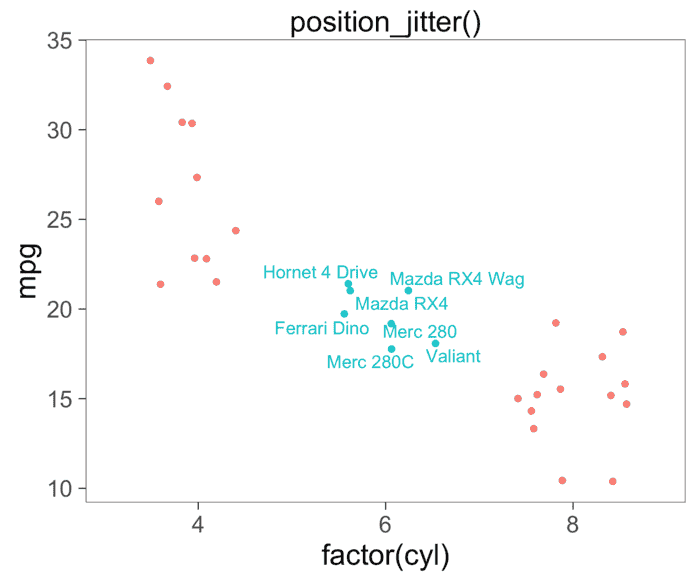 position_jitter()
35
30
25
20
15
10
mpg
Hornet 4 Drive
Mazda RX4 Wag
Mazda RX4
Ferrari Dino
Merc 280
Merc 280C
Valiant
4
6
8
factor(cyl)